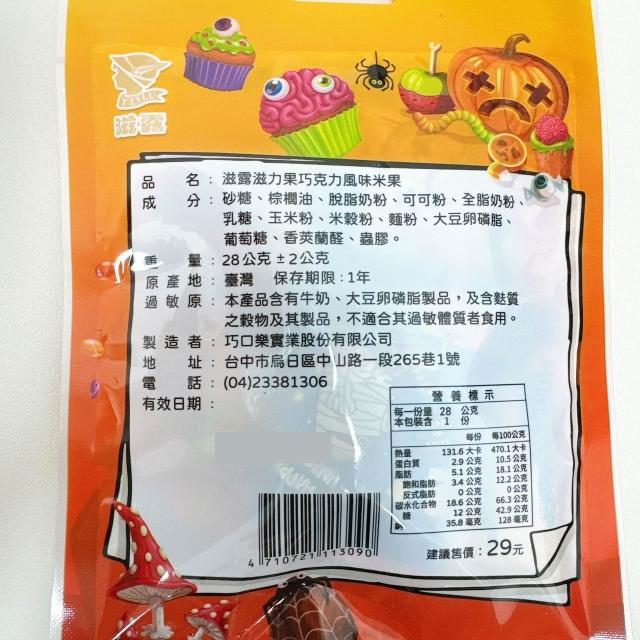 滋露
品 名：滋露滋力果巧克力風味米果
成 分：砂糖、棕櫚油、脫脂奶粉、可可粉、全脂奶粉、
乳糖、玉米粉、米穀粉、麵粉、大豆卵磷脂、
葡萄糖、香莢蘭醛、蟲膠。
重 量：28公克±2公克
原產地：臺灣 保存期限：1年
過敏原：本產品含有牛奶、大豆卵磷脂製品，及含麩質
之穀物及其製品，不適合其過敏體質者食用。
製造者：巧口樂實業股份有限公司
地 址：台中市烏日區中山路一段265巷1號
電 話：(04)23381306
有效日期：
營養標示
每一份量 28 公克
本包裝含 1 份
每份 每100公克
熱量 131.6 大卡 470.1 大卡
蛋白質 2.9 公克 10.5 公克
脂肪 5.1 公克 18.1 公克
飽和脂肪 3.4 公克 12.2 公克
反式脂肪 0 公克 0 公克
碳水化合物 18.6 公克 66.3 公克
糖 12 公克 42.9 公克
鈉 35.8 毫克 128 毫克
建議售價：29元
4 710721 113090